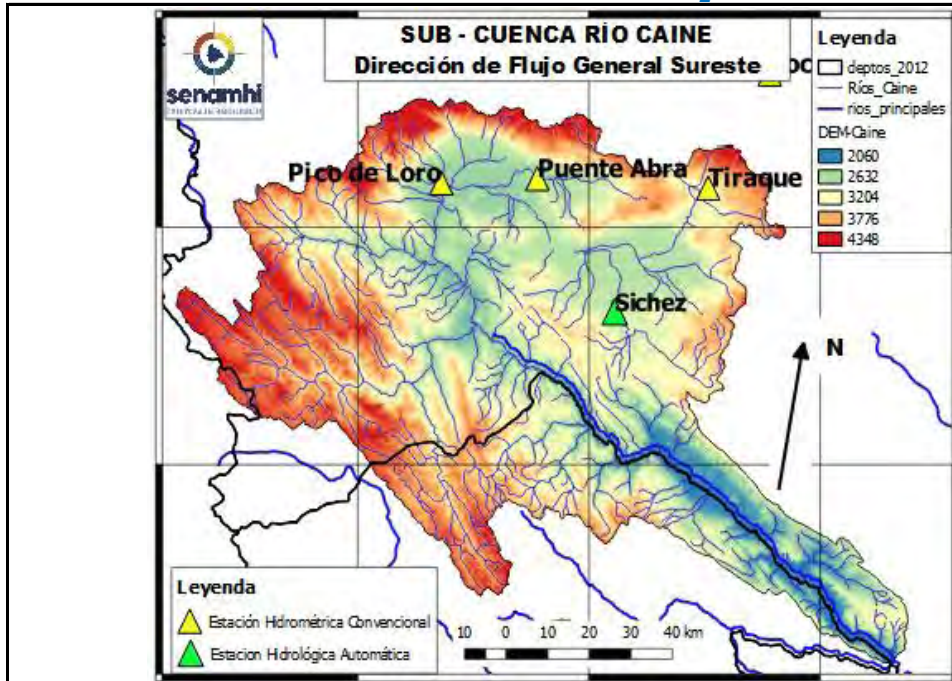 SUB - CUENCA RÍO CAINE
Dirección de Flujo General Sureste
senamhi
Leyenda
deptos_2012
Ríos_Caine
rios_principales
DEM-Caine
2060
2632
3204
3776
4348
Pico de Loro
Puente Abra
Tiraque
Sichez
N
Leyenda
Estación Hidrométrica Convencional
Estacion Hidrológica Automática
10 0 10 20 30 40 km